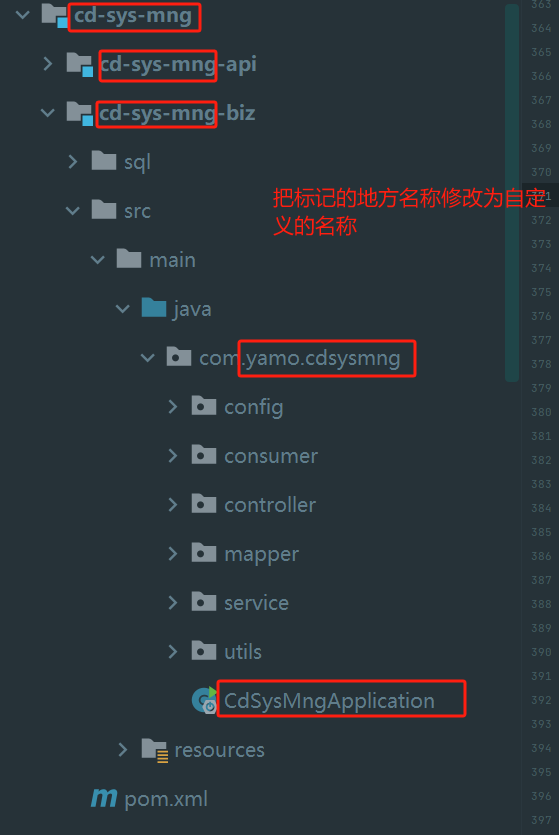 cd-sys-mng
cd-sys-mng-api
cd-sys-mng-biz
sql
src
把标记的地方名称修改为自定
义的名称
main
java
com.yamo.cdsysmng
config
consumer
controller
mapper
service
utils
CdSysMngApplication
resources
pom.xml
363
364
365
366
367
368
369
370
371
372
373
374
375
376
377
378
379
380
381
382
383
384
385
386
387
388
389
390
391
392
393
394
395
396
397